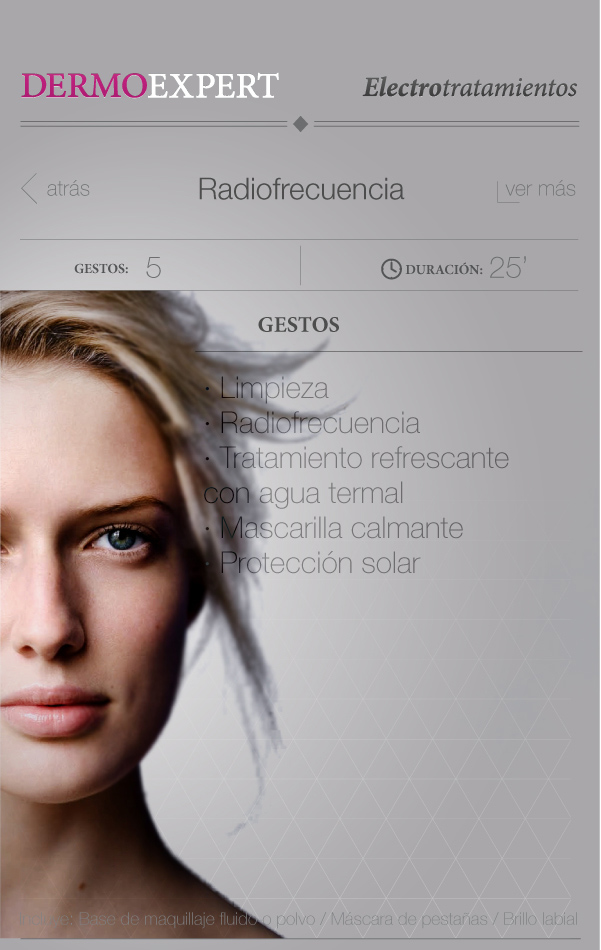 DERMOEXPERT
Electrotratamientos
atrás
Radiofrecuencia
ver más
GESTOS: 5
DURACIÓN: 25'
GESTOS
· Limpieza
· Radiofrecuencia
· Tratamiento refrescante
con agua termal
· Mascarilla calmante
· Protección solar
Base de maquillaje fluido o polvo / Máscara de pestañas / Brillo labial